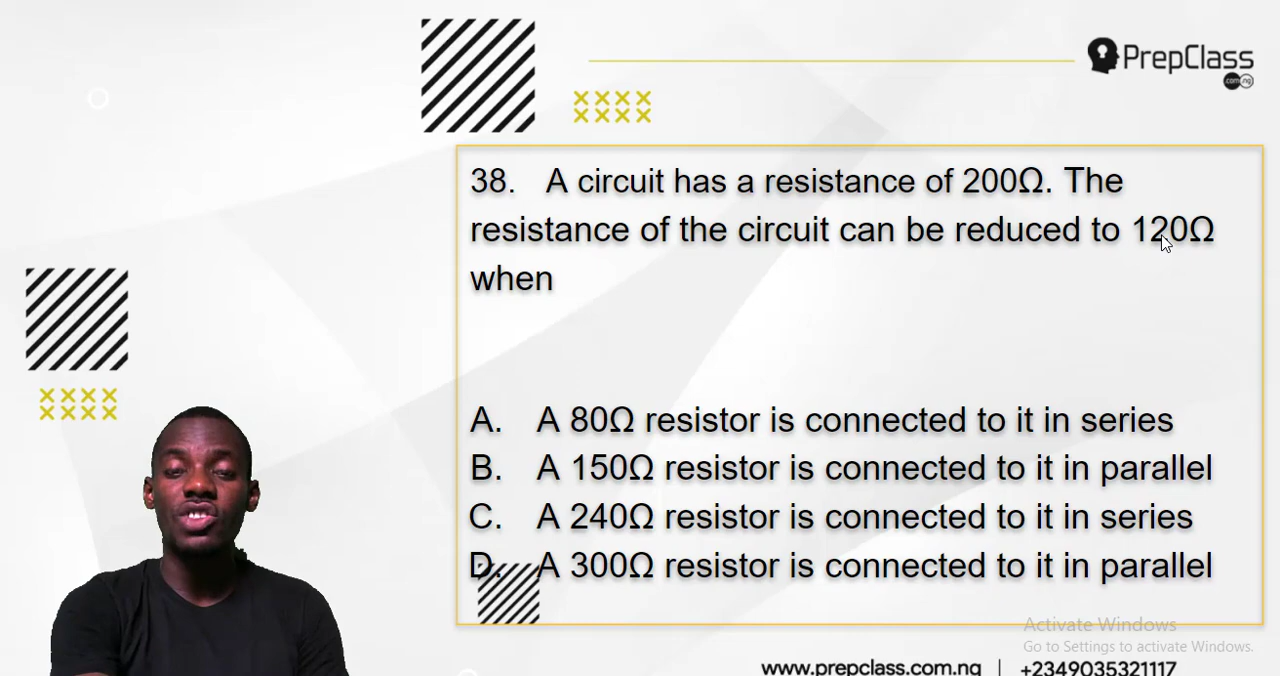 PrepClass
.com.ng
38. A circuit has a resistance of 200Ω. The
resistance of the circuit can be reduced to 120Ω
when
A. A 80Ω resistor is connected to it in series
B. A 150Ω resistor is connected to it in parallel
C. A 240Ω resistor is connected to it in series
D. A 300Ω resistor is connected to it in parallel
Activate Windows
Go to Settings to activate Windows.
www.prepclass.com.ng | +2349035321117